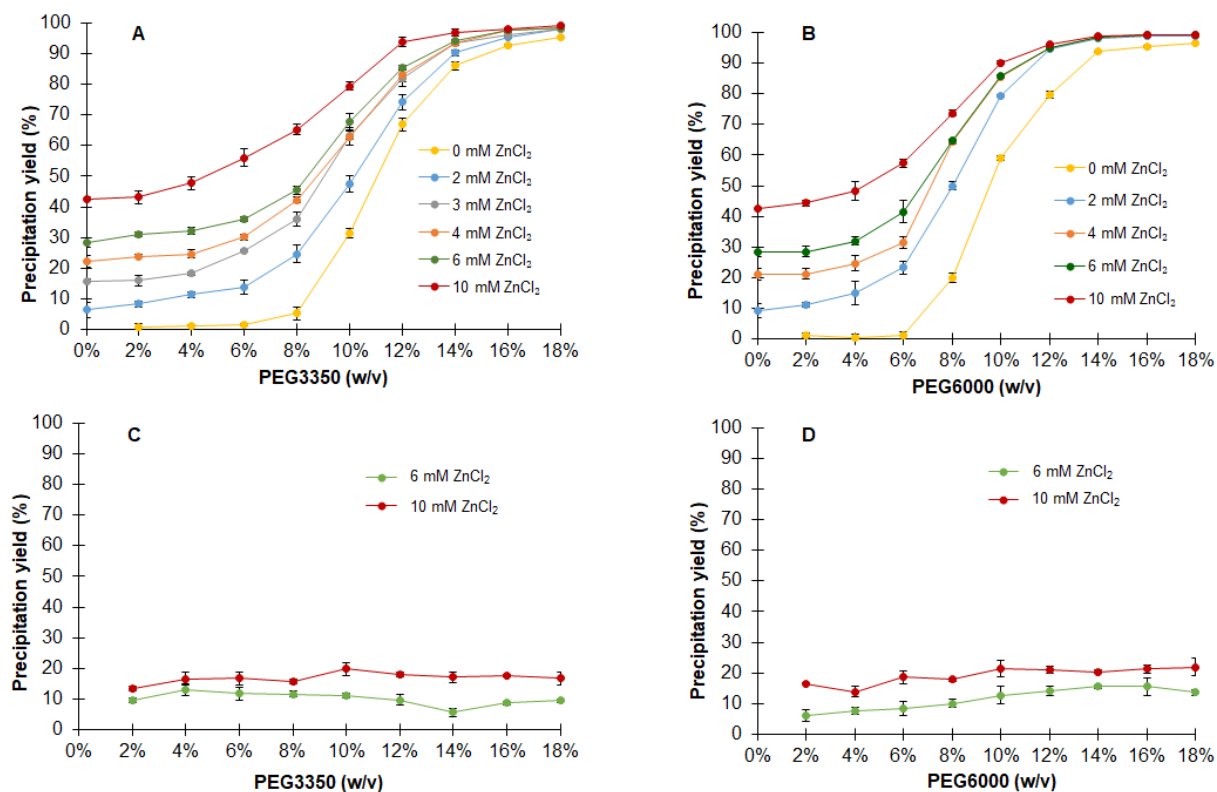 A
Precipitation yield (%)
100
90
80
70
60
50
40
30
20
10
0
0 mM ZnCl₂
2 mM ZnCl₂
3 mM ZnCl₂
4 mM ZnCl₂
6 mM ZnCl₂
10 mM ZnCl₂
0% 2% 4% 6% 8% 10% 12% 14% 16% 18%
PEG3350 (w/v)
B
Precipitation yield (%)
100
90
80
70
60
50
40
30
20
10
0
0 mM ZnCl₂
2 mM ZnCl₂
4 mM ZnCl₂
6 mM ZnCl₂
10 mM ZnCl₂
0% 2% 4% 6% 8% 10% 12% 14% 16% 18%
PEG6000 (w/v)
C
Precipitation yield (%)
100
90
80
70
60
50
40
30
20
10
0
6 mM ZnCl₂
10 mM ZnCl₂
0% 2% 4% 6% 8% 10% 12% 14% 16% 18%
PEG3350 (w/v)
D
Precipitation yield (%)
100
90
80
70
60
50
40
30
20
10
0
6 mM ZnCl₂
10 mM ZnCl₂
0% 2% 4% 6% 8% 10% 12% 14% 16% 18%
PEG6000 (w/v)